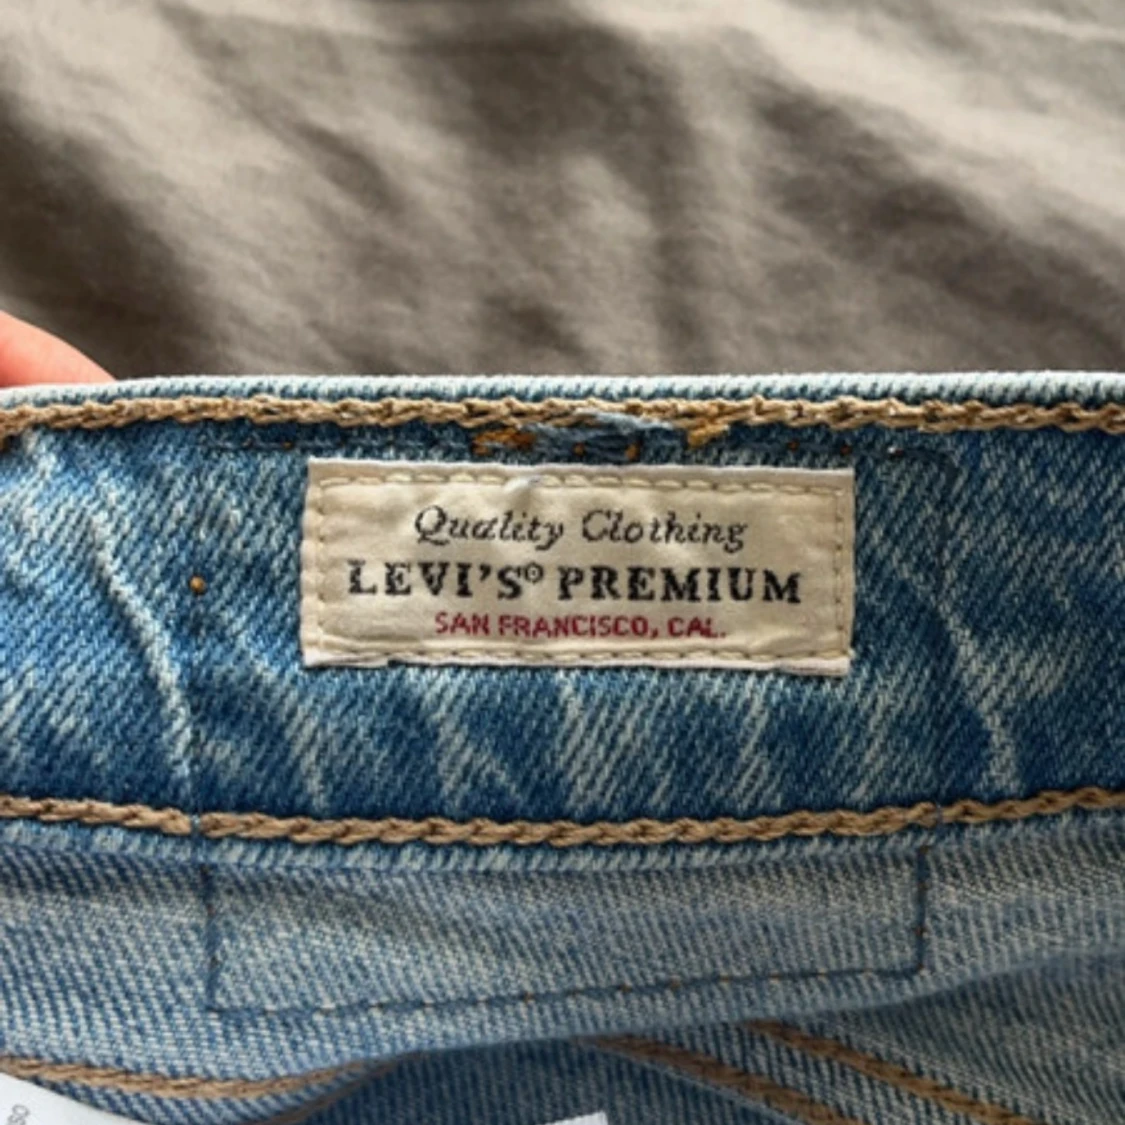 Quality Clothing
LEVI'S® PREMIUM
SAN FRANCISCO, CAL.